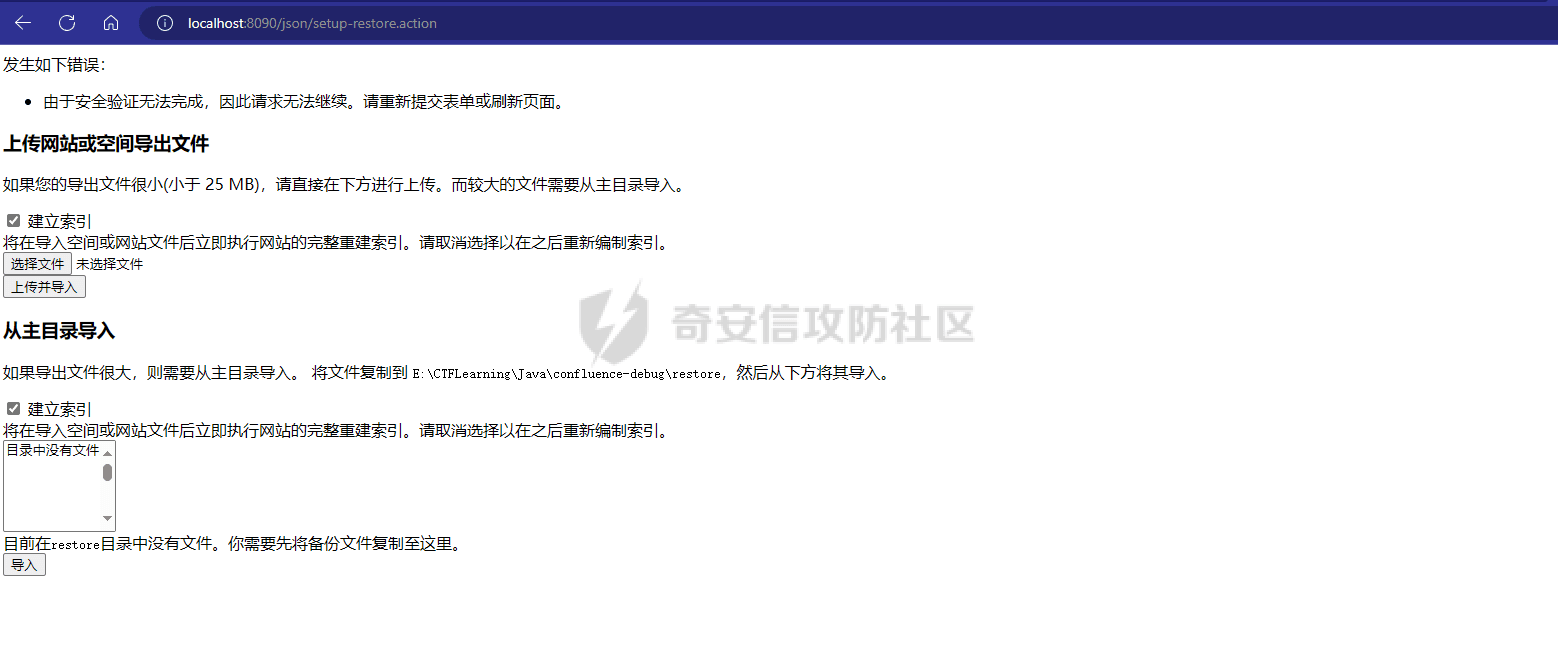 localhost:8090/json/setup-restore.action
发生如下错误：
由于安全验证无法完成，因此请求无法继续。请重新提交表单或刷新页面。
上传网站或空间导出文件
如果您的导出文件很小(小于 25 MB)，请直接在下方进行上传。而较大的文件需要从主目录导入。
建立索引
将在导入空间或网站文件后立即执行网站的完整重建索引。请取消选择以在之后重新编制索引。
选择文件 未选择文件
上传并导入
奇安信攻防社区
从主目录导入
如果导出文件很大，则需要从主目录导入。 将文件复制到 E:\CTFLearning\Java\confluence-debug\restore，然后从下方将其导入。
建立索引
将在导入空间或网站文件后立即执行网站的完整重建索引。请取消选择以在之后重新编制索引。
目录中没有文件
目前在restore目录中没有文件。你需要先将备份文件复制至这里。
导入